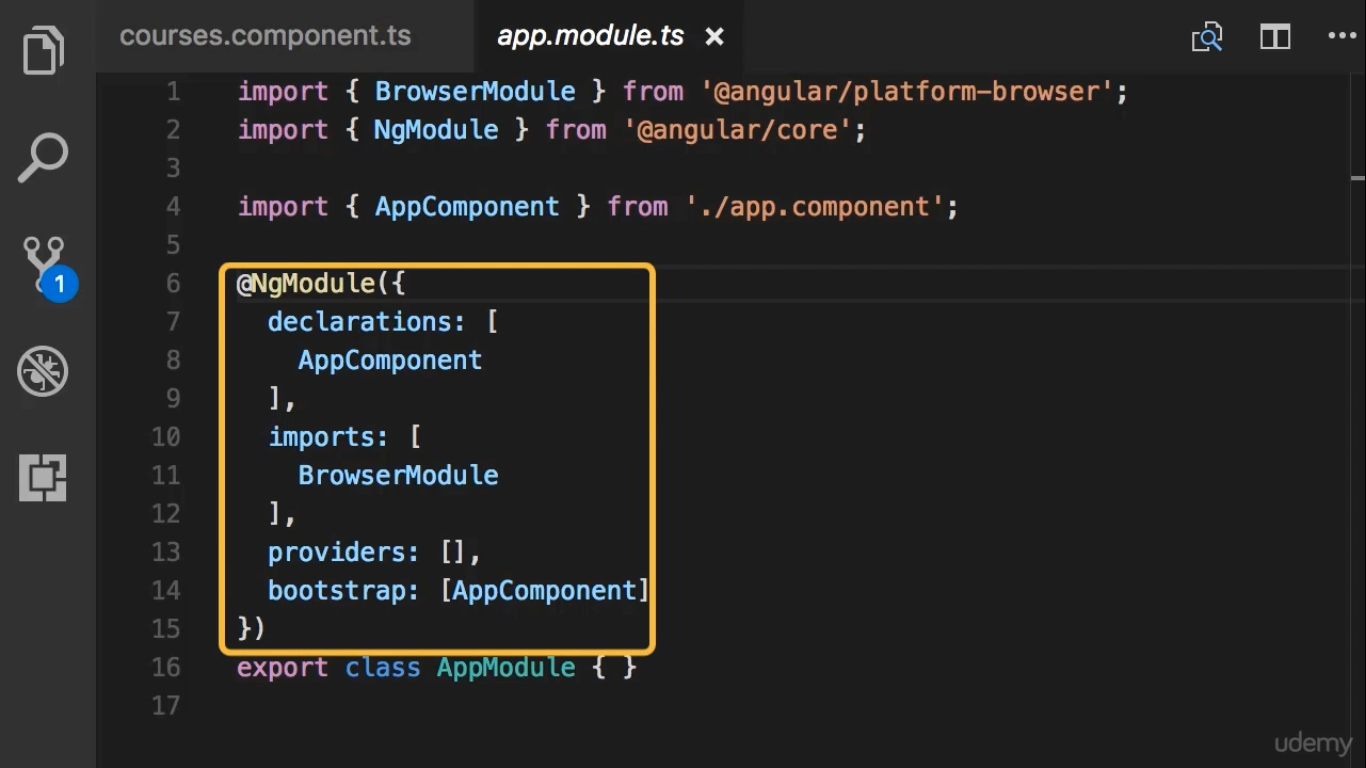 courses.component.ts
app.module.ts
1 import { BrowserModule } from '@angular/platform-browser';
2 import { NgModule } from '@angular/core';
3
4 import { AppComponent } from './app.component';
5
6 @NgModule({
7   declarations: [
8     AppComponent
9   ],
10   imports: [
11     BrowserModule
12   ],
13   providers: [],
14   bootstrap: [AppComponent]
15 })
16 export class AppModule { }
17
1
udemy